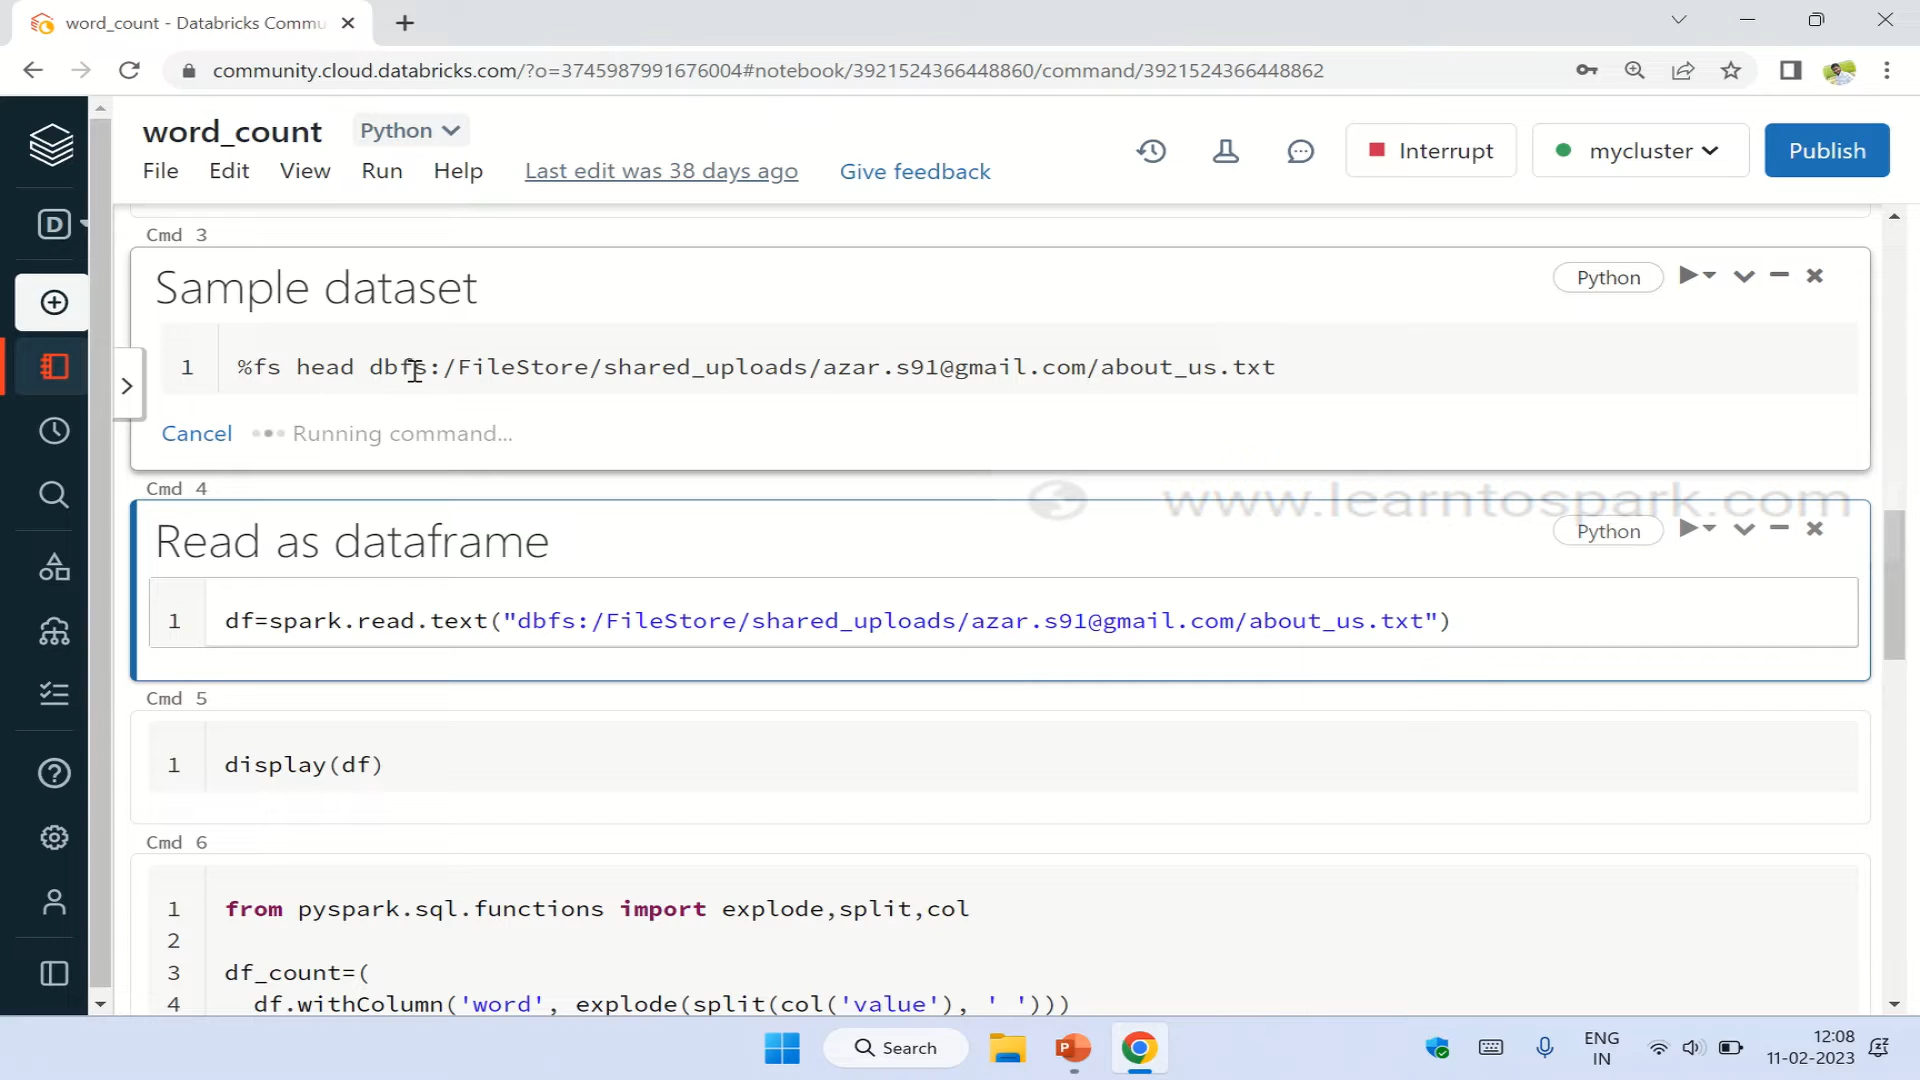 word_count - Databricks Commu
community.cloud.databricks.com/?o=3745987991676004#notebook/3921524366448860/command/3921524366448862
word_count Python
File Edit View Run Help Last edit was 38 days ago Give feedback
Interrupt mycluster Publish
D
Cmd 3
Sample dataset
Python
1 %fs head dbfs:/FileStore/shared_uploads/azar.s91@gmail.com/about_us.txt
Cancel Running command...
Cmd 4
www.learntospark.com
Read as dataframe
Python
1 df=spark.read.text("dbfs:/FileStore/shared_uploads/azar.s91@gmail.com/about_us.txt")
Cmd 5
1 display(df)
Cmd 6
1 from pyspark.sql.functions import explode,split,col
2
3 df_count=(
4 df.withColumn('word', explode(split(col('value'), ' ')))
Search
P
ENG
IN
12:08
11-02-2023